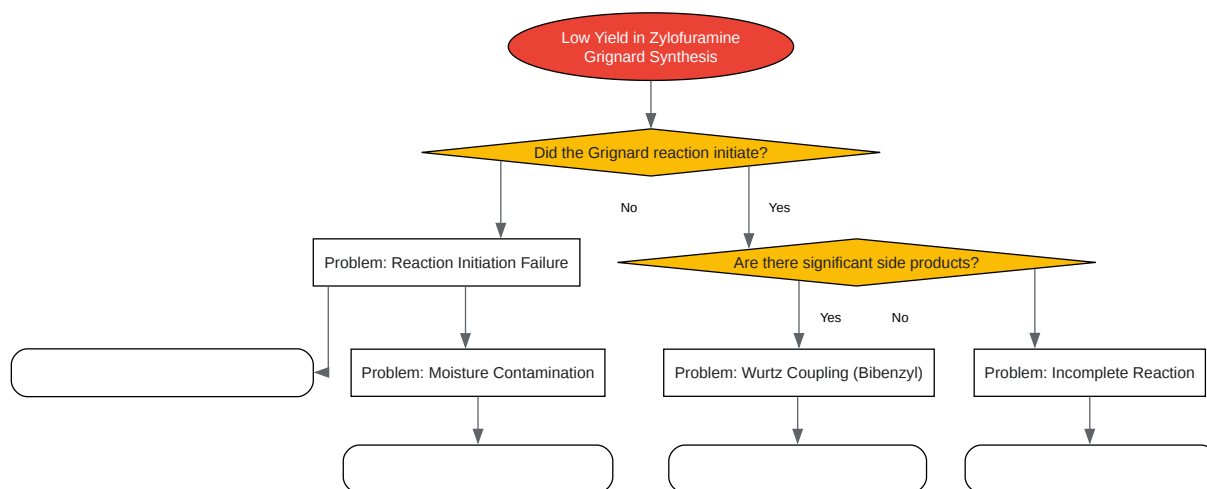 Low Yield in Zylofuramine
Grignard Synthesis
Did the Grignard reaction initiate?
No
Yes
Problem: Reaction Initiation Failure
Are there significant side products?
Yes
No
Problem: Moisture Contamination
Problem: Wurtz Coupling (Bibenzyl)
Problem: Incomplete Reaction